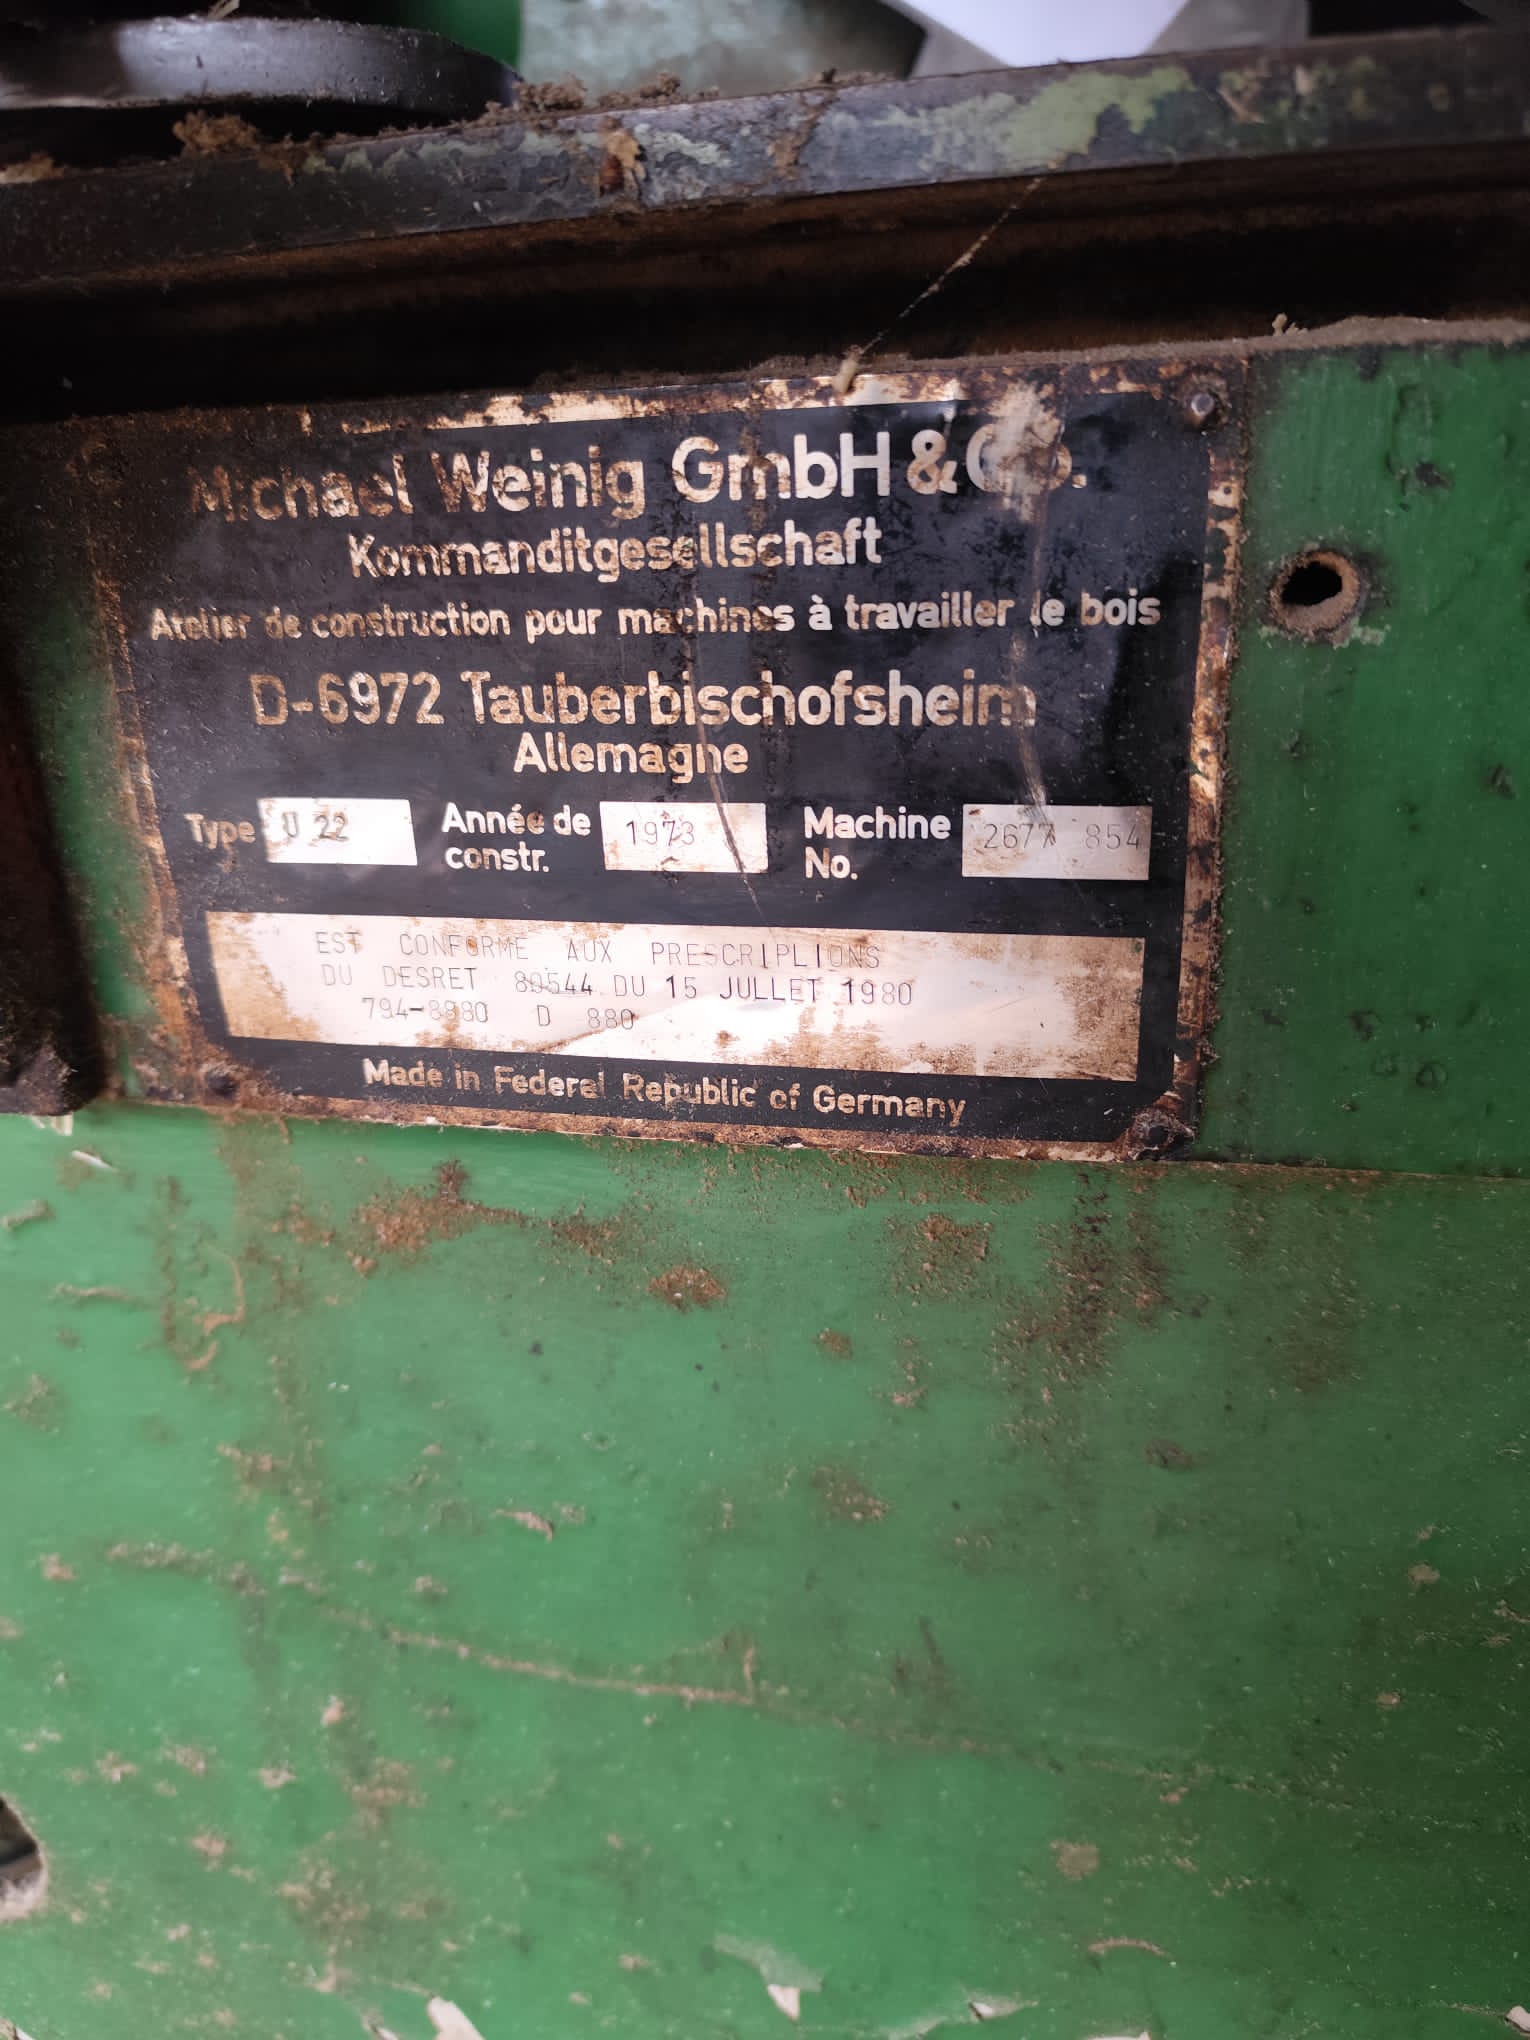 Michael Weinig GmbH & Co.
Kommanditgesellschaft
Atelier de construction pour machines à travailler le bois
D-6972 Tauberbischofsheim
Allemagne
Type U 22 Année de constr. 1973 Machine No. 2677 854
EST CONFORME AUX PRESCRIPLIONS
DU DESRET 80544 DU 15 JULLET 1980
794-8980 D 880
Made in Federal Republic of Germany